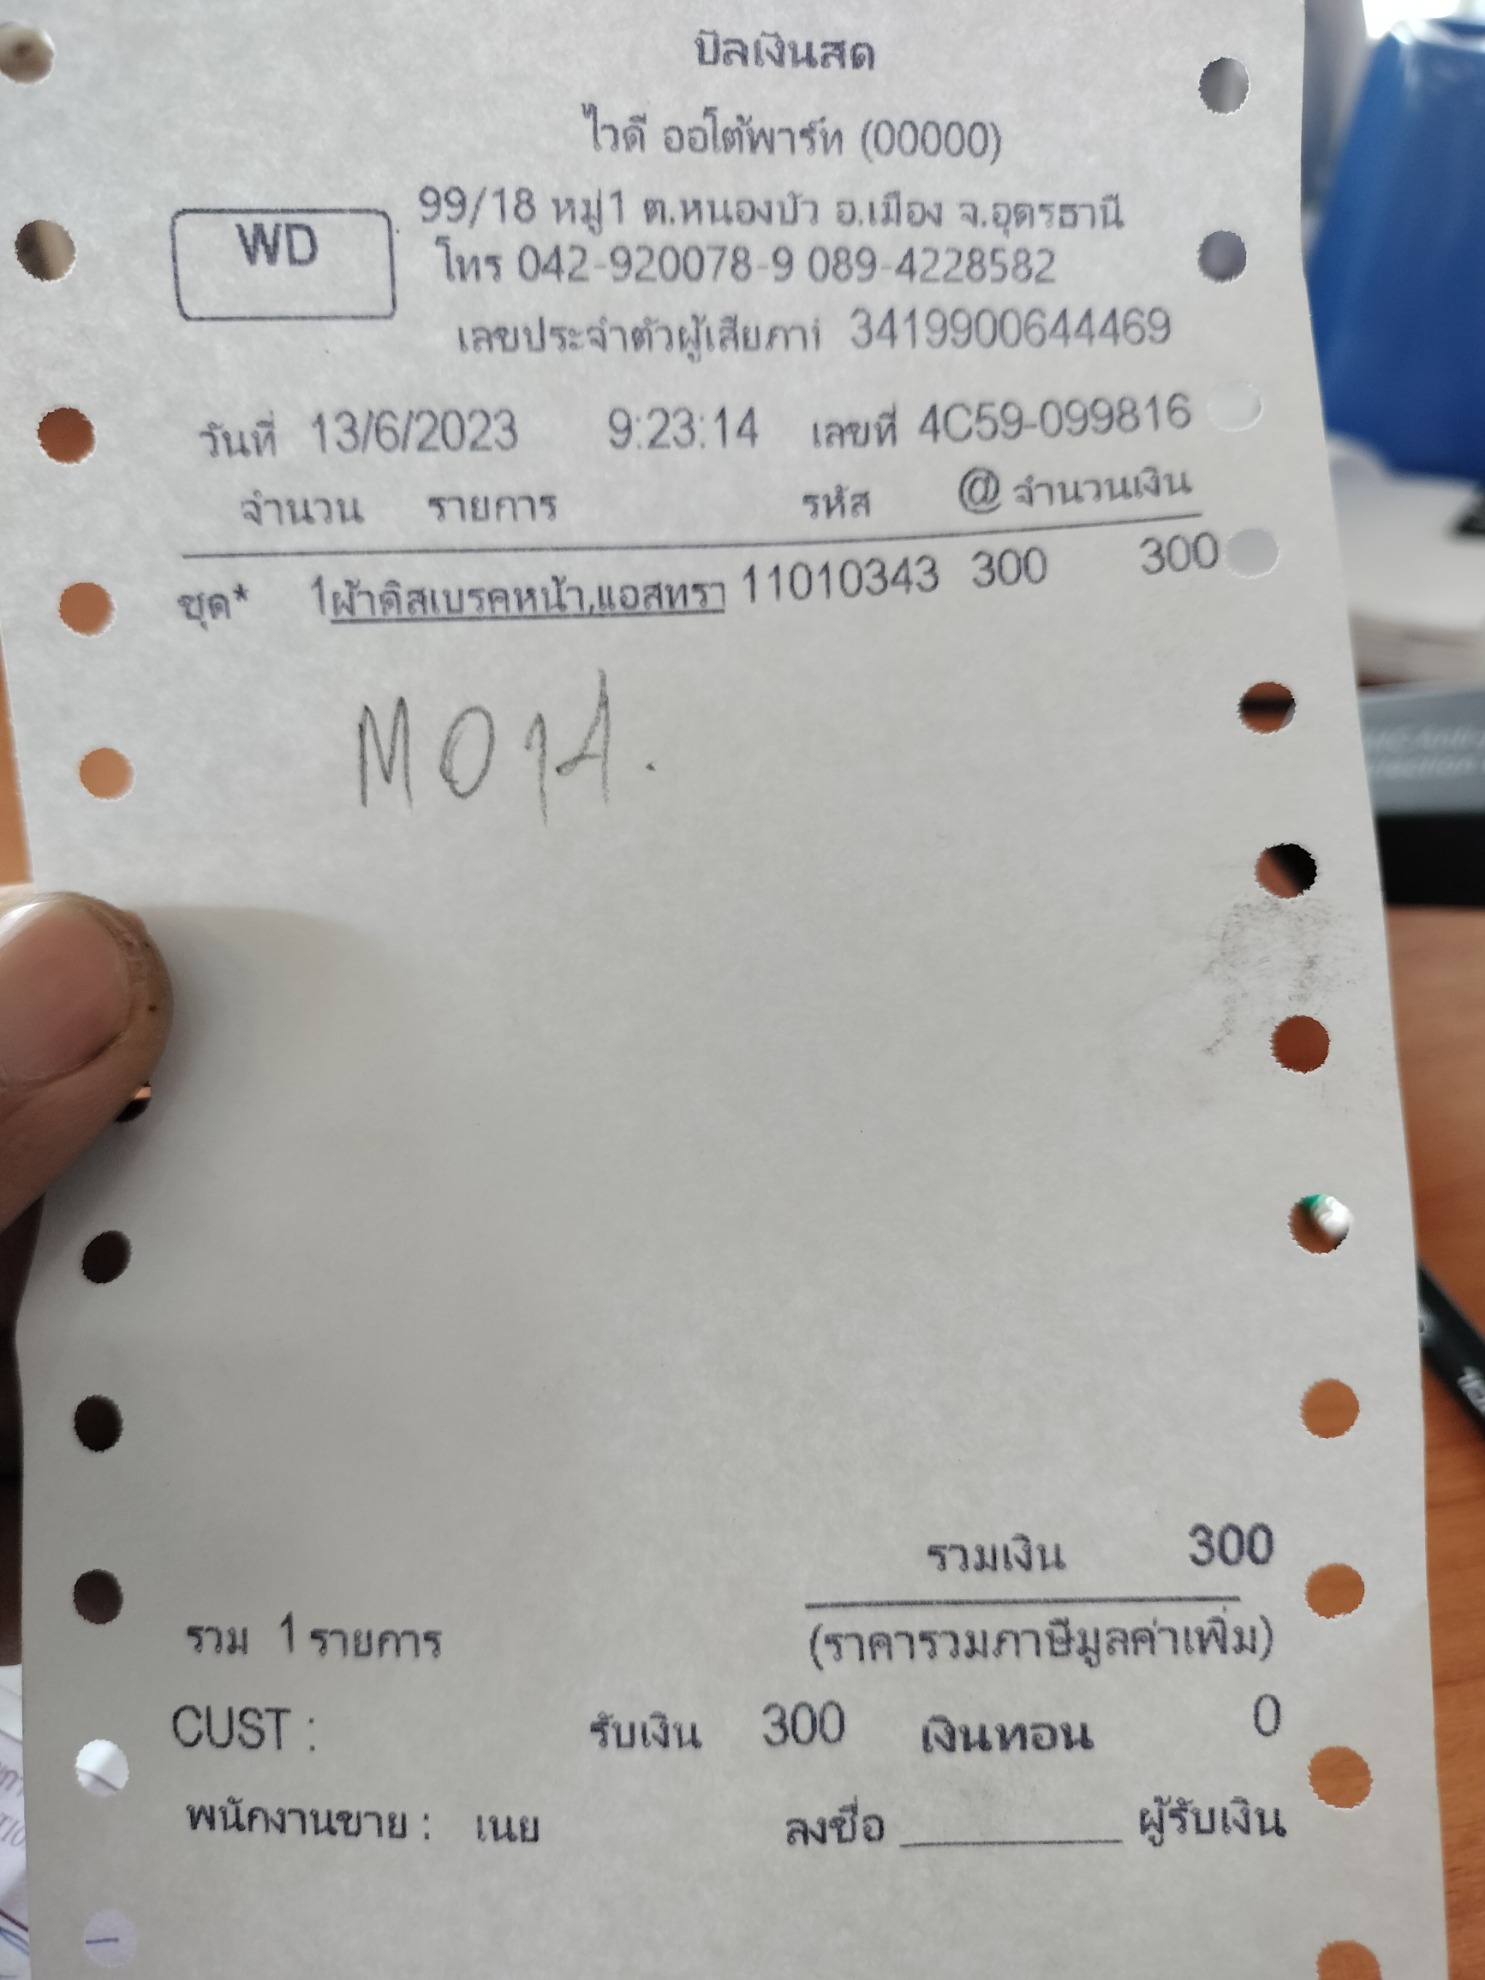 บิลเงินสด
ไวดี ออโต้พาร์ท (00000)
WD
99/18 หมู่1 ต.หนองบัว อ.เมือง จ.อุดรธานี
โทร 042-920078-9 089-4228582
เลขประจำตัวผู้เสียภาษี 3419900644469
วันที่ 13/6/2023 9:23:14 เลขที่ 4C59-099816
จำนวน รายการ รหัส @ จำนวนเงิน
ชุด* 1 ผ้าดิสเบรคหน้า,แอสทรา 11010343 300 300
M014.
รวมเงิน 300
รวม 1 รายการ (ราคารวมภาษีมูลค่าเพิ่ม)
CUST : รับเงิน 300 เงินทอน 0
พนักงานขาย : เนย ลงชื่อ ผู้รับเงิน